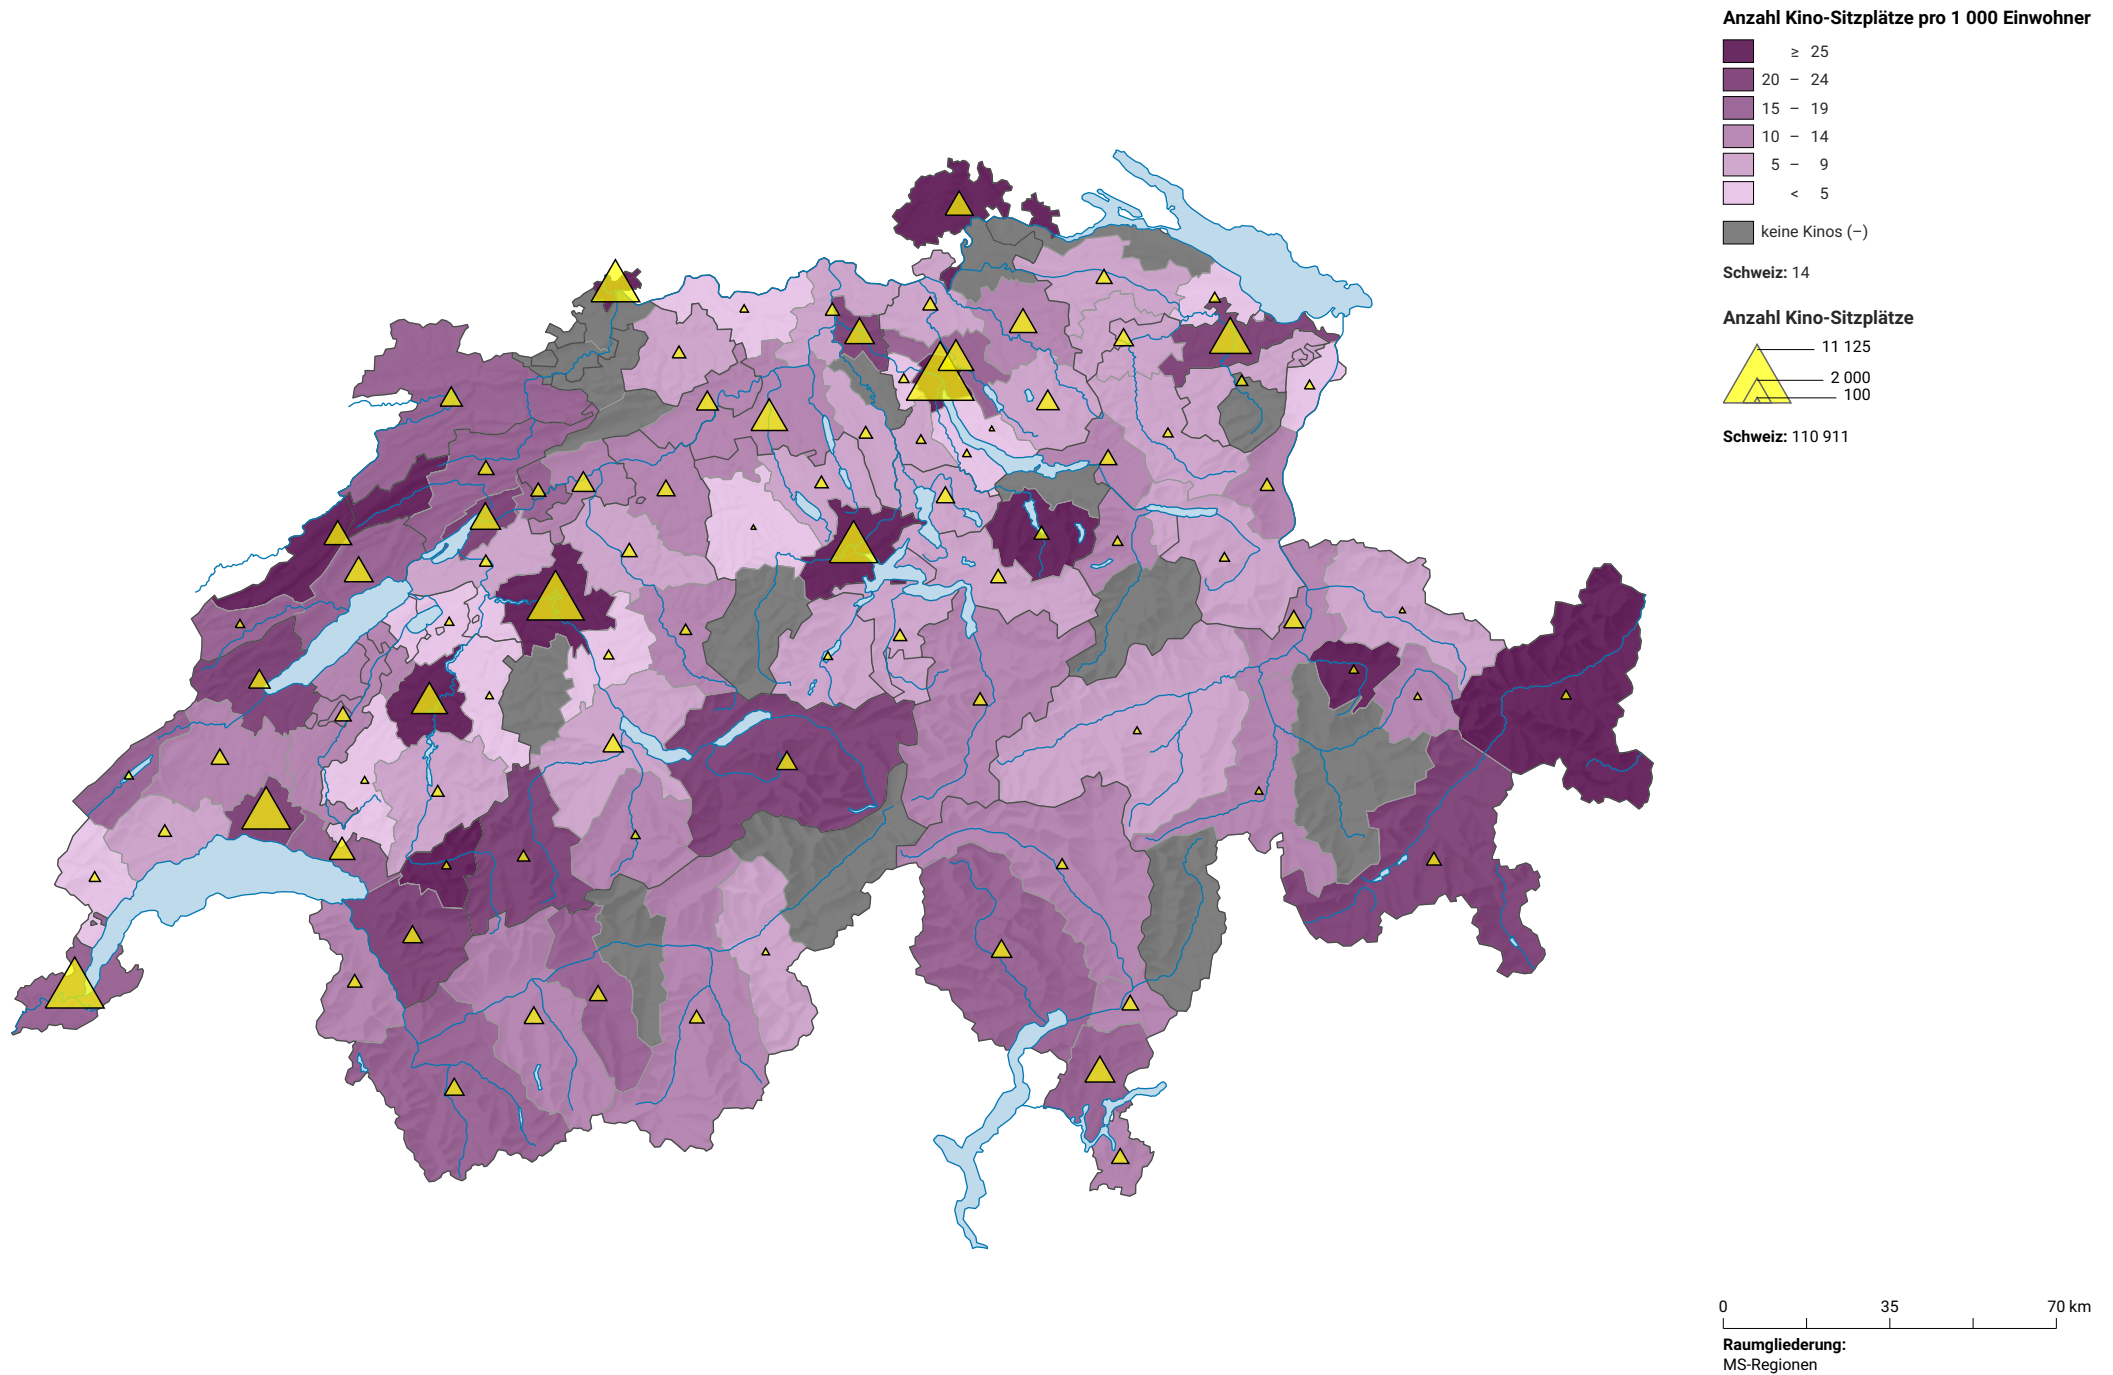 Anzahl Kino-Sitzplätze pro 1 000 Einwohner
≥ 25
20 – 24
15 – 19
10 – 14
5 – 9
< 5
keine Kinos (–)
Schweiz: 14
Anzahl Kino-Sitzplätze
11 125
2 000
100
Schweiz: 110 911
0 35 70 km
Raumgliederung:
MS-Regionen